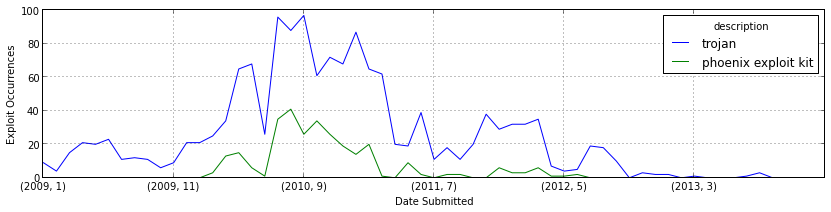 description
trojan
phoenix exploit kit
Exploit Occurrences
100
80
60
40
20
0
(2009, 1)
(2009, 11)
(2010, 9)
(2011, 7)
(2012, 5)
(2013, 3)
Date Submitted